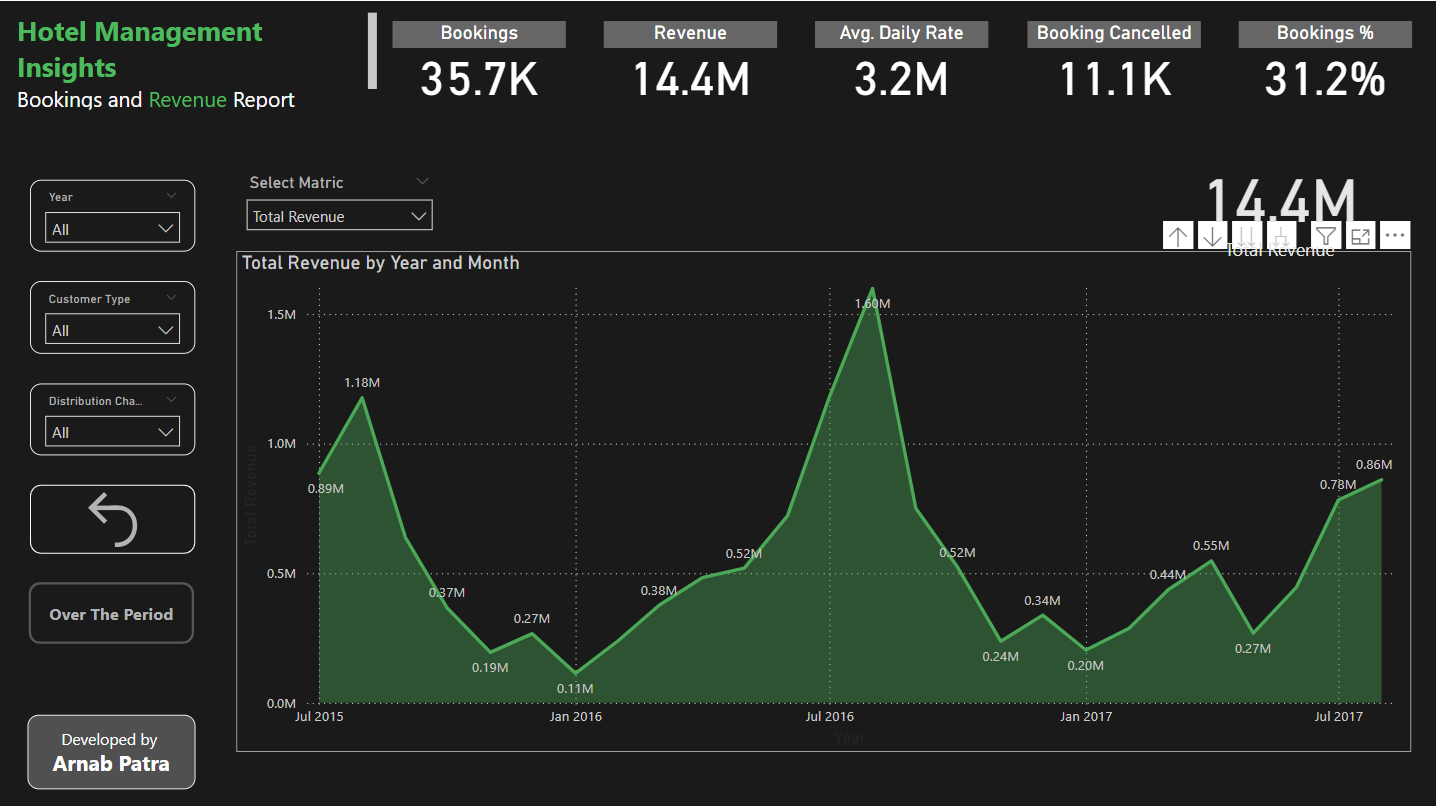 Hotel Management
Insights
Bookings and Revenue Report
Bookings
35.7K
Revenue
14.4M
Avg. Daily Rate
3.2M
Booking Cancelled
11.1K
Bookings %
31.2%
Year
All
Customer Type
All
Distribution Cha...
All
Over The Period
Developed by
Arnab Patra
Select Matric
Total Revenue
14.4M
Total Revenue
Total Revenue by Year and Month
Total Revenue
1.5M
1.0M
0.5M
0.0M
0.89M
1.18M
0.37M
0.19M
0.27M
0.11M
0.38M
0.52M
1.60M
0.52M
0.24M
0.34M
0.20M
0.44M
0.55M
0.27M
0.78M
0.86M
Jul 2015
Jan 2016
Jul 2016
Jan 2017
Jul 2017
Year